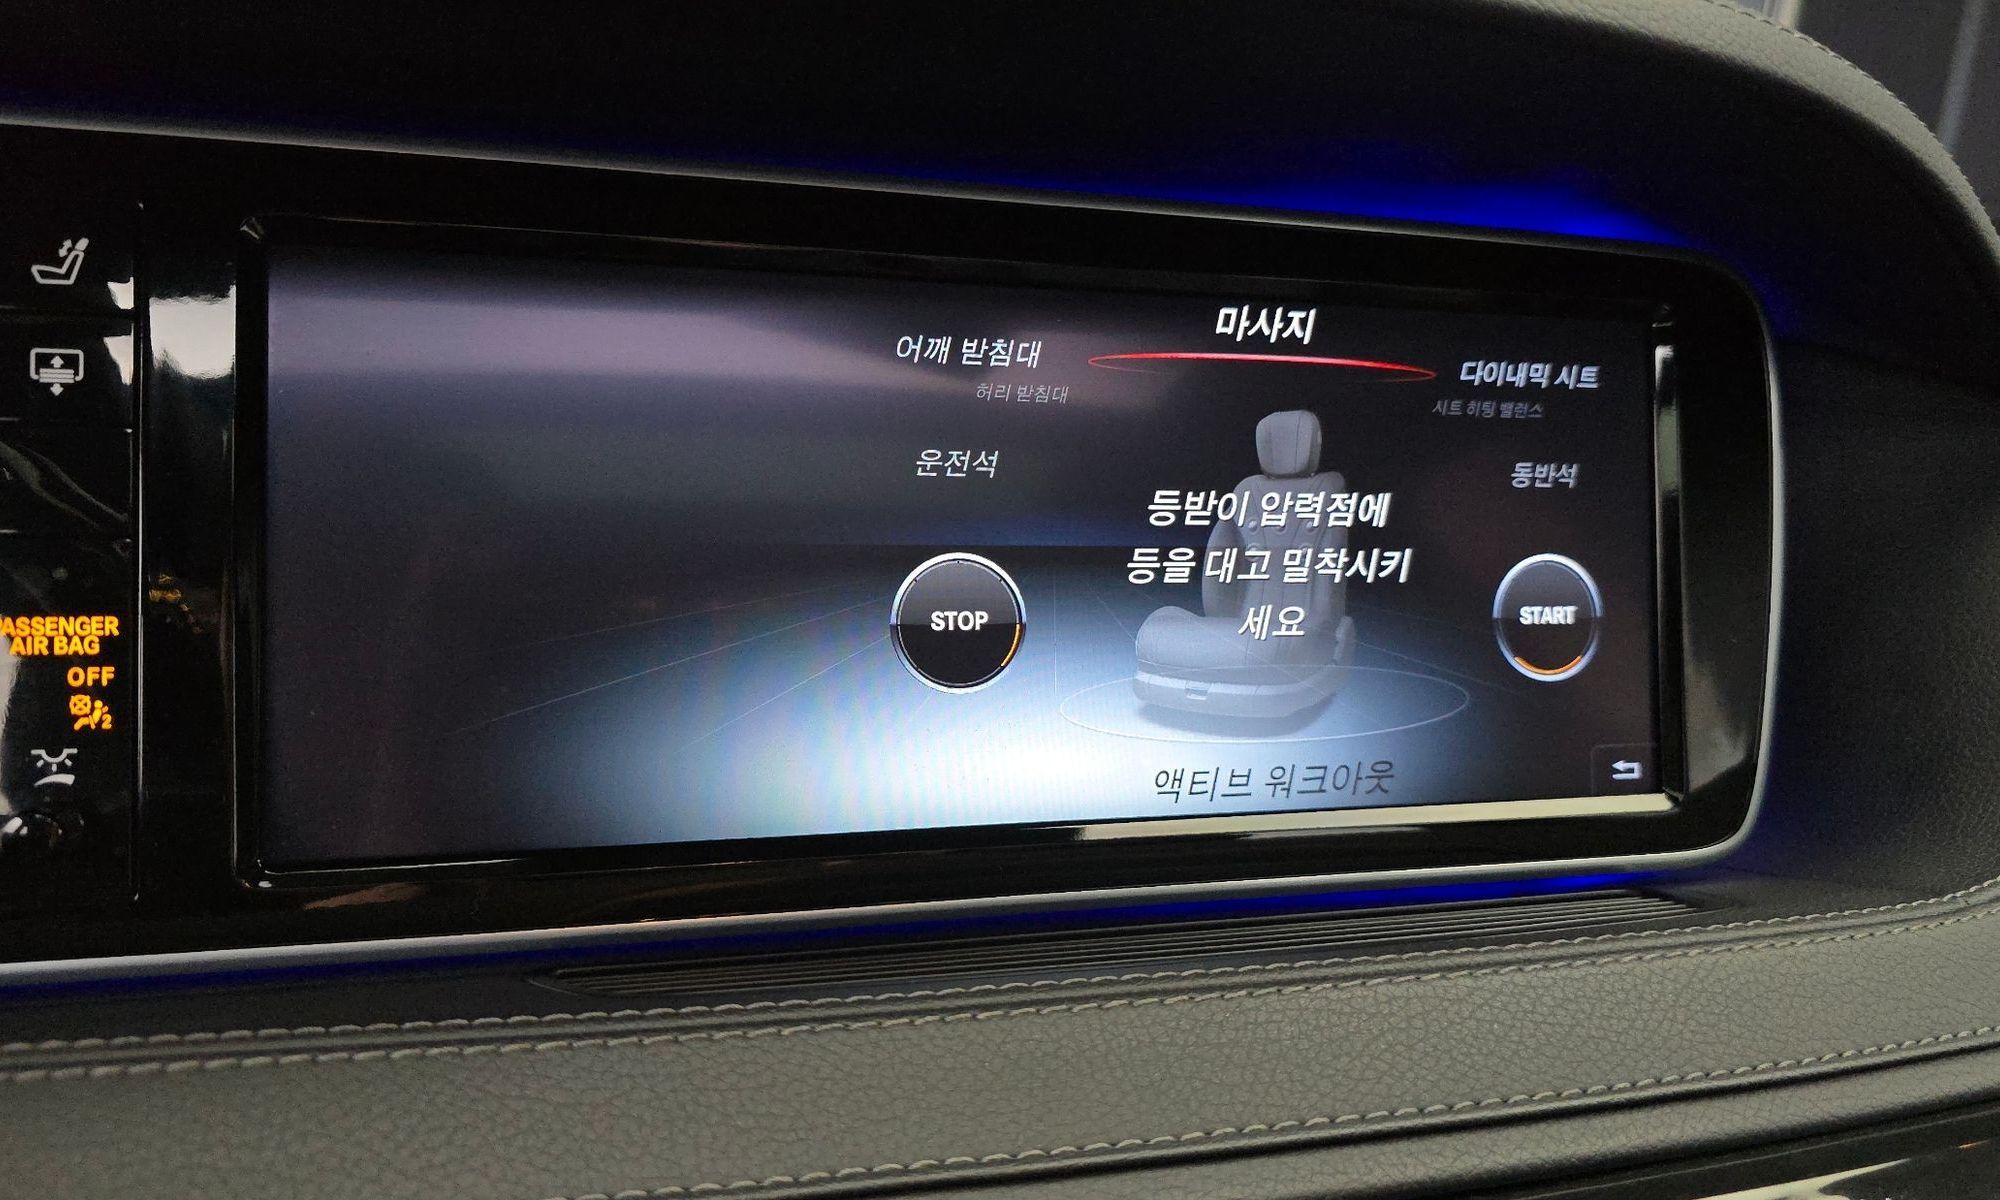 마사지
어깨 받침대
다이내믹 시트
허리 받침대
시트 히팅 밸런스
운전석
동반석
등받이 압력점에
등을 대고 밀착시키
세요
STOP
START
액티브 워크아웃
PASSENGER
AIR BAG
OFF
2